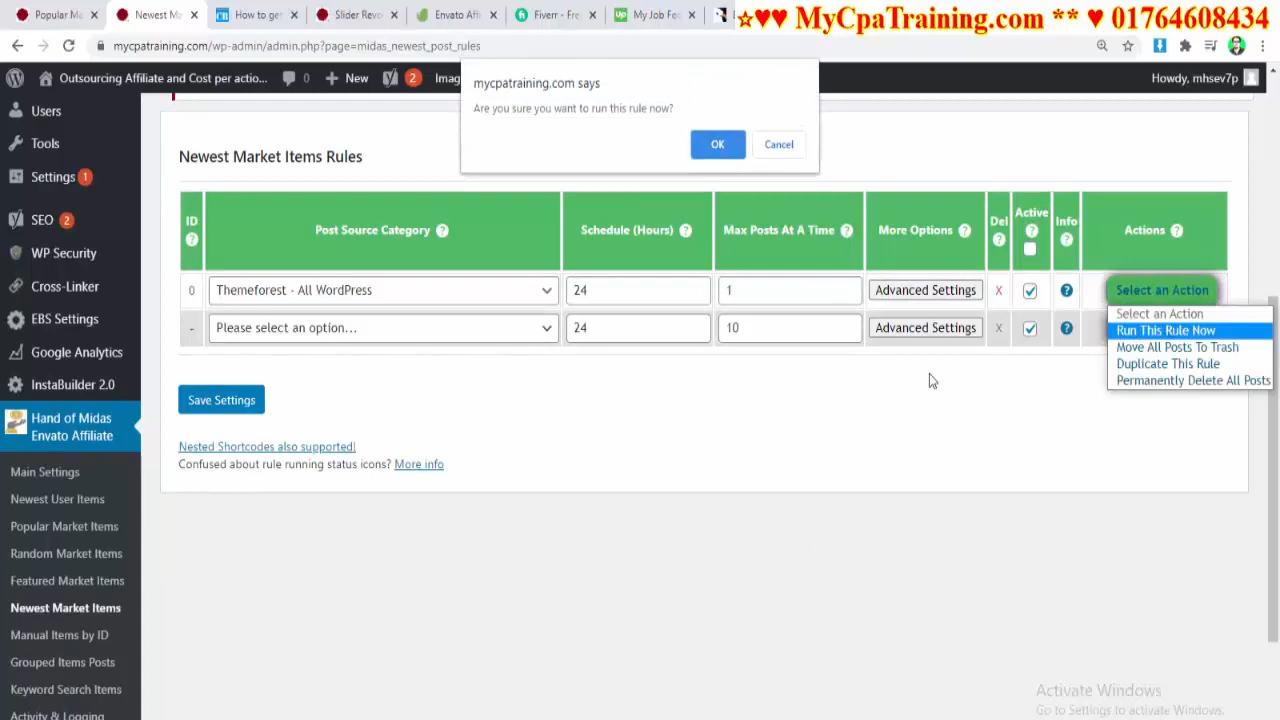 Popular M
Newest M
How to ge
Slider Rev
Envato Aff
Fiverr - Fre
My Job Fee
☆♥♥ MyCpaTraining.com ** ♥ 01764608434
mycpatraining.com/wp-admin/admin.php?page=midas_newest_post_rules
Outsourcing Affiliate and Cost per actio...
0
New
2
Imag
Howdy, mhsev7p
mycpatraining.com says
Are you sure you want to run this rule now?
OK
Cancel
Users
Tools
Settings 1
SEO 2
WP Security
Cross-Linker
EBS Settings
Google Analytics
InstaBuilder 2.0
Hand of Midas
Envato Affiliate
Main Settings
Newest User Items
Popular Market Items
Random Market Items
Featured Market Items
Newest Market Items
Manual Items by ID
Grouped Items Posts
Keyword Search Items
Activity & Logging
Newest Market Items Rules
ID
Post Source Category
Schedule (Hours)
Max Posts At A Time
More Options
Del
Active
Info
Actions
0 Themeforest - All WordPress 24 1 Advanced Settings X Select an Action
- Please select an option... 24 10 Advanced Settings X
Select an Action
Run This Rule Now
Move All Posts To Trash
Duplicate This Rule
Permanently Delete All Posts
Save Settings
Nested Shortcodes also supported!
Confused about rule running status icons? More info
Activate Windows
Go to Settings to activate Windows.